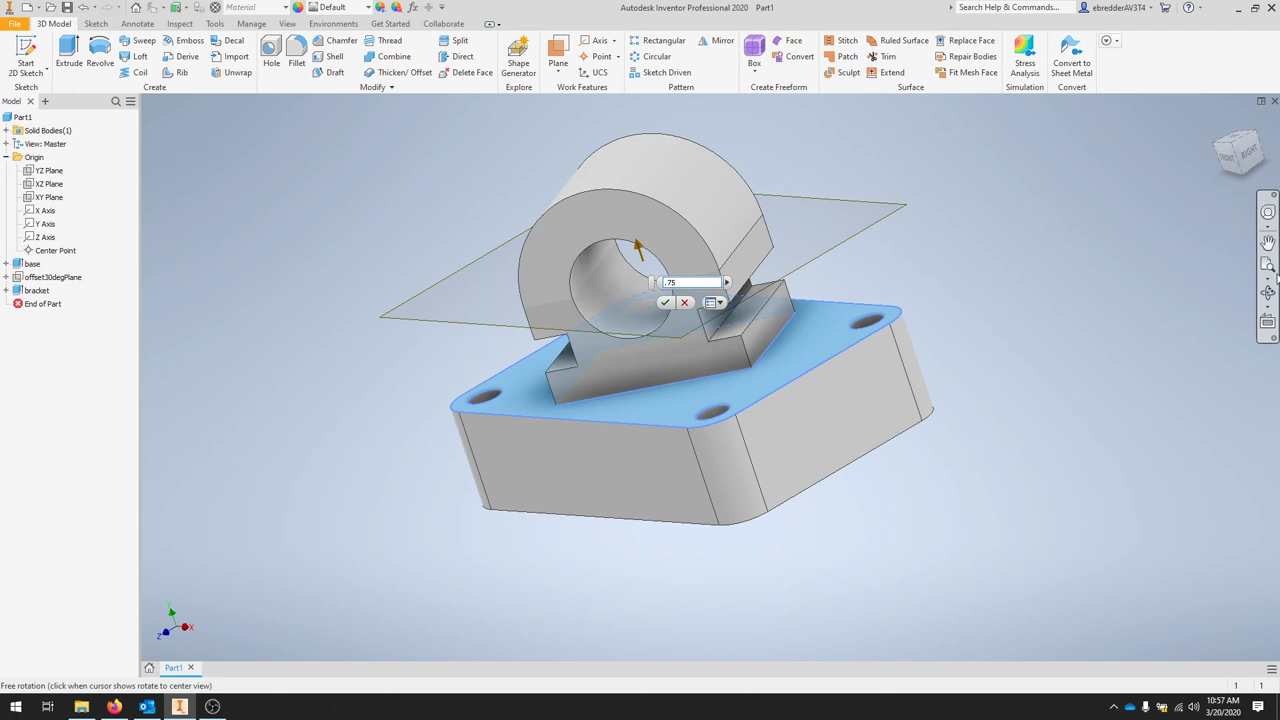 Material
Default
Autodesk Inventor Professional 2020 Part1
Search Help & Commands...
ebredderAV3T4
File 3D Model Sketch Annotate Inspect Tools Manage View Environments Get Started Collaborate
Start
2D Sketch
Extrude
Revolve
Sweep
Loft
Coil
Emboss
Derive
Rib
Decal
Import
Unwrap
Hole
Fillet
Chamfer
Shell
Draft
Thread
Combine
Thicken/ Offset
Split
Direct
Delete Face
Shape
Generator
Plane
Axis
Point
UCS
Rectangular
Circular
Sketch Driven
Mirror
Box
Face
Convert
Stitch
Patch
Sculpt
Ruled Surface
Trim
Extend
Replace Face
Repair Bodies
Fit Mesh Face
Stress
Analysis
Convert to
Sheet Metal
Sketch Create Modify Explore Work Features Pattern Create Freeform Surface Simulation Convert
Model
Part1
Solid Bodies(1)
View: Master
Origin
YZ Plane
XZ Plane
XY Plane
X Axis
Y Axis
Z Axis
Center Point
base
offset30degPlane
bracket
End of Part
FRONT RIGHT
.75
Y
Z X
Part1
Free rotation (click when cursor shows rotate to center view)
1 1
10:57 AM
3/20/2020